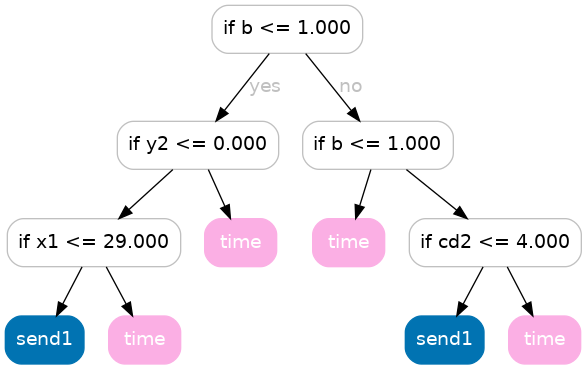 if b <= 1.000
yes
no
if y2 <= 0.000
if b <= 1.000
if x1 <= 29.000
time
time
if cd2 <= 4.000
send1
time
send1
time